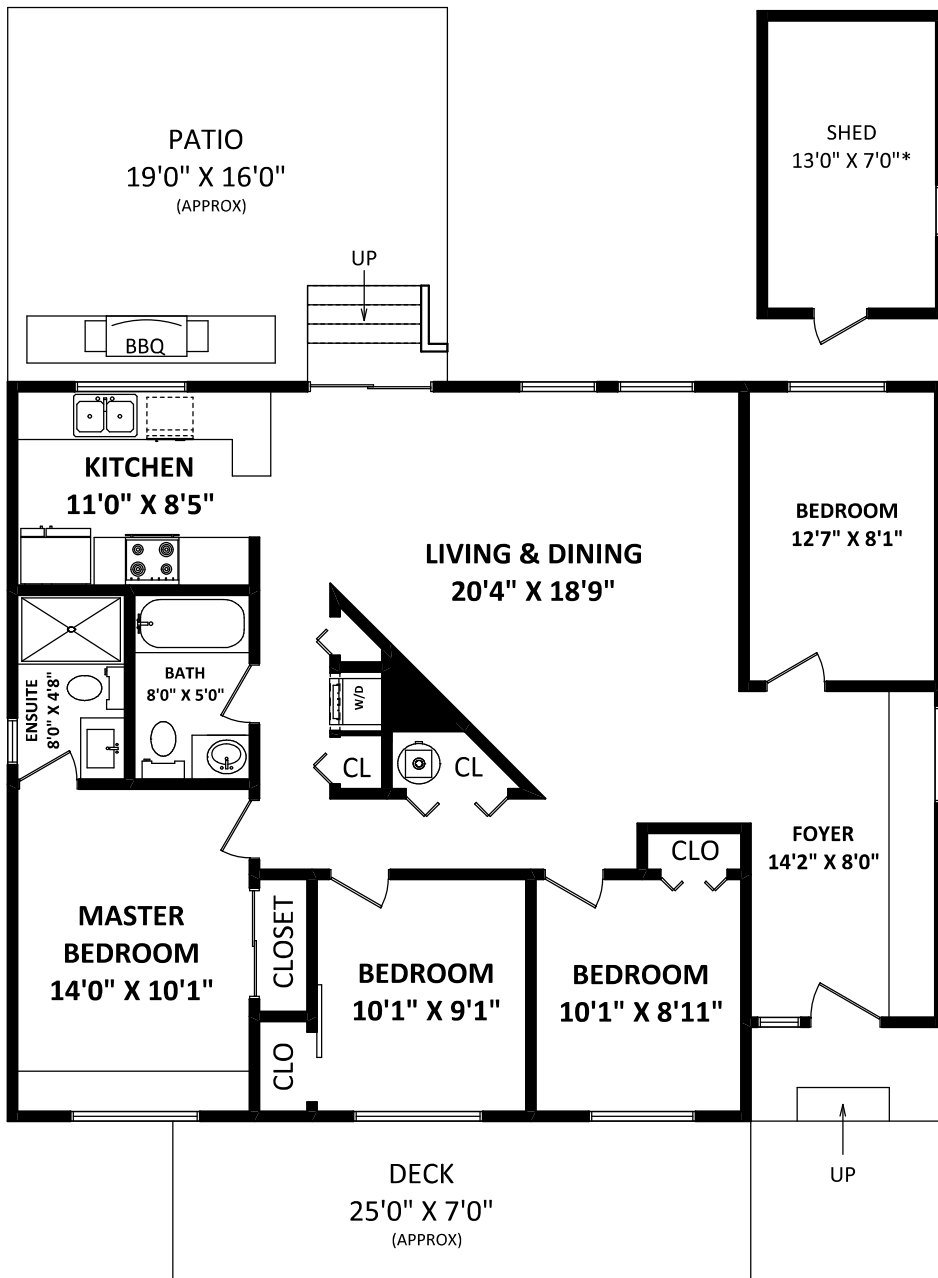 PATIO
19'0" X 16'0"
(APPROX)
SHED
13'0" X 7'0"*
UP
BBQ
KITCHEN
11'0" X 8'5"
BEDROOM
12'7" X 8'1"
LIVING & DINING
20'4" X 18'9"
ENSUITE
8'0" X 4'8"
BATH
8'0" X 5'0"
W/D
CL
CL
FOYER
14'2" X 8'0"
CLO
MASTER
BEDROOM
14'0" X 10'1"
CLOSET
BEDROOM
10'1" X 9'1"
BEDROOM
10'1" X 8'11"
CLO
DECK
25'0" X 7'0"
(APPROX)
UP